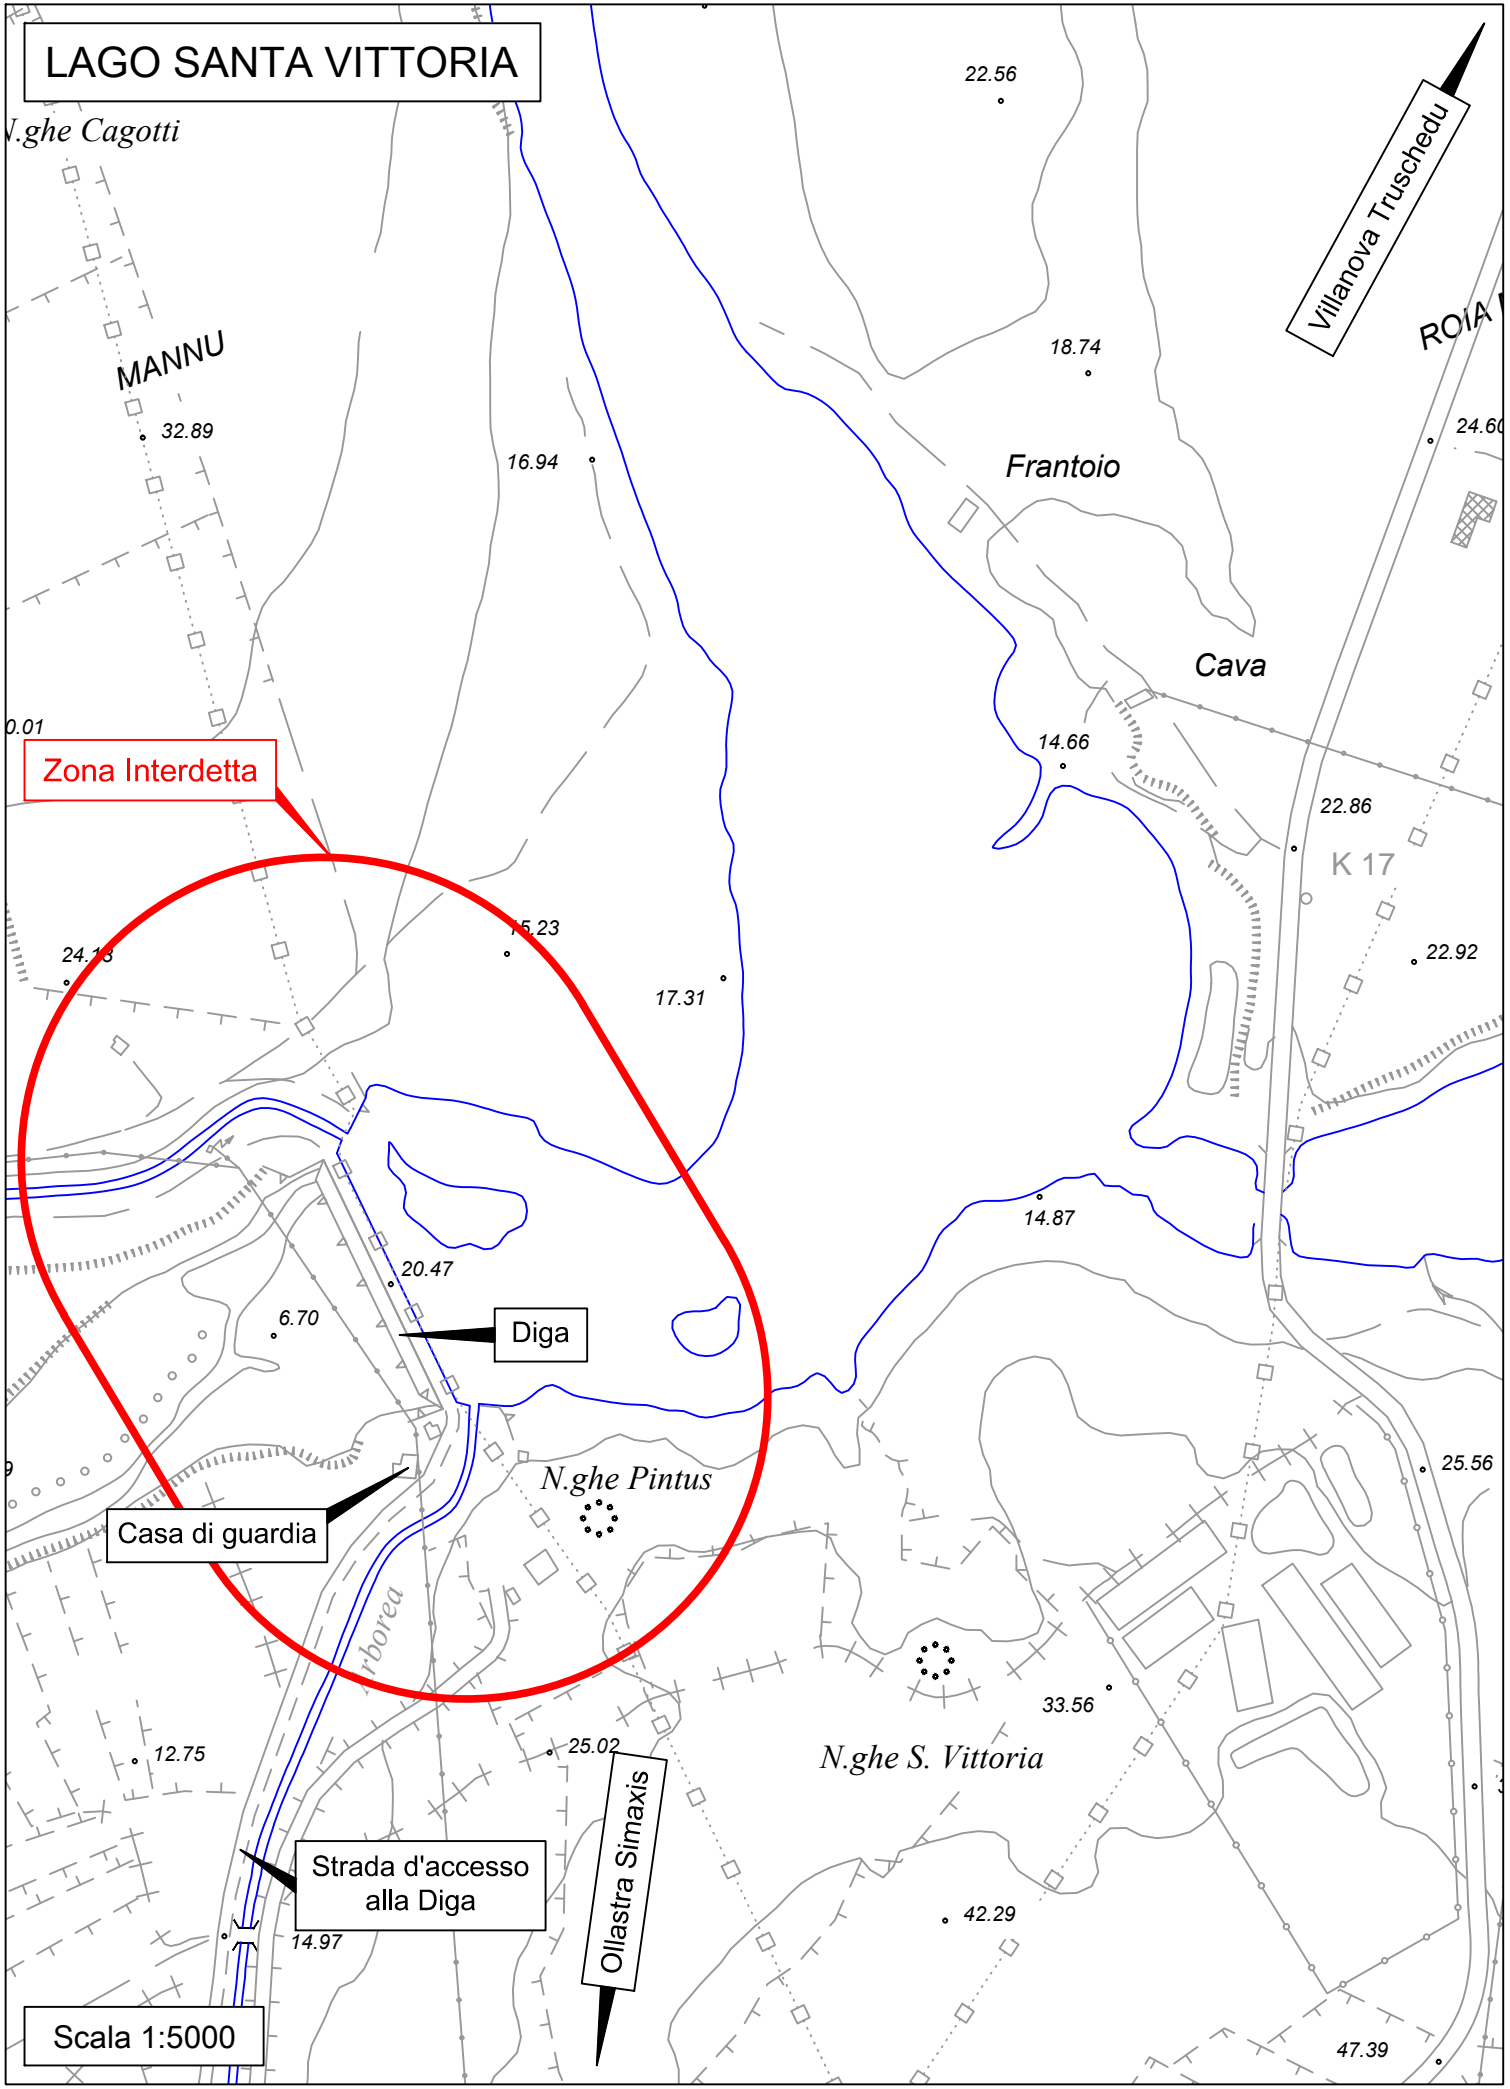 LAGO SANTA VITTORIA
22.56
N.ghe Cagotti
Villanova Truschedu
MANNU
ROIA
18.74
32.89
24.60
16.94
Frantoio
Cava
0.01
14.66
Zona Interdetta
22.86
K 17
15.23
24.13
22.92
17.31
14.87
20.47
6.70
Diga
25.56
N.ghe Pintus
Casa di guardia
rborea
33.56
12.75
25.02
N.ghe S. Vittoria
Ollastra Simaxis
Strada d'accesso
alla Diga
42.29
14.97
Scala 1:5000
47.39